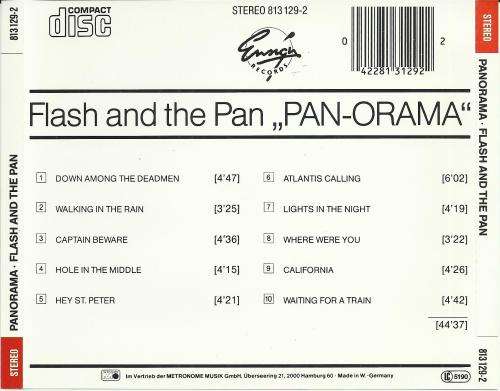 COMPACT
disc
STEREO 813 129-2
Ensign
RECORDS
0
42281 31292
2
Flash and the Pan „PAN-ORAMA“
1 DOWN AMONG THE DEADMEN [4'47]
2 WALKING IN THE RAIN [3'25]
3 CAPTAIN BEWARE [4'36]
4 HOLE IN THE MIDDLE [4'15]
5 HEY ST. PETER [4'21]
6 ATLANTIS CALLING [6'02]
7 LIGHTS IN THE NIGHT [4'19]
8 WHERE WERE YOU [3'22]
9 CALIFORNIA [4'26]
10 WAITING FOR A TRAIN [4'42]
[44'37]
Im Vertrieb der METRONOME MUSIK GmbH, Überseering 21, 2000 Hamburg 60 · Made in W.-Germany
LC 5190
STEREO PANORAMA · FLASH AND THE PAN 813 129-2
STEREO PANORAMA · FLASH AND THE PAN 813 129-2